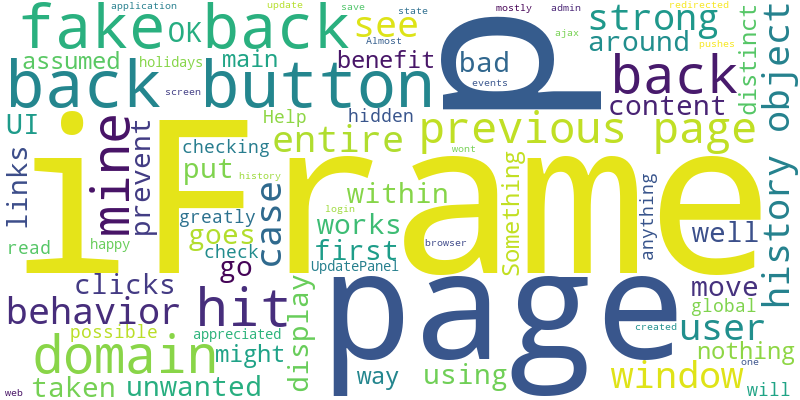 application
update
save
state
mostly
admin
redirected
fake
OK
back
see
Almost
ajax
strong
pushes
assumed
holidays
main
benefit
p
bad
around
back
button
screen
events
back
content
distinct
history object
UI
links
mine
prevent
Help
hidden
checking
entire
previous page
put
history
wont
iFrame
within
Something
anything
greatly
case
login
works
well
read
happy
goes
check
first
browser
go
UpdatePanel
clicks
page
move
behavior
hit
display
global
possible
appreciated
created
user
domain
might
nothing
way
using
window
one
web
taken
unwanted
will